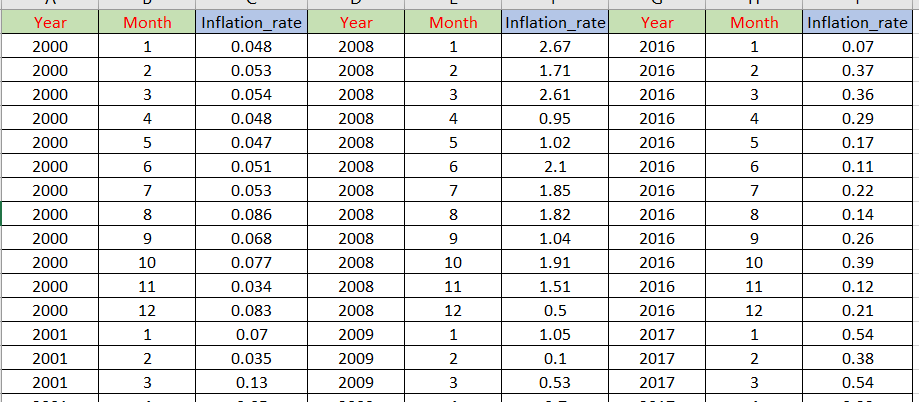 Year Month Inflation_rate Year Month Inflation_rate Year Month Inflation_rate
2000 1 0.048 2008 1 2.67 2016 1 0.07
2000 2 0.053 2008 2 1.71 2016 2 0.37
2000 3 0.054 2008 3 2.61 2016 3 0.36
2000 4 0.048 2008 4 0.95 2016 4 0.29
2000 5 0.047 2008 5 1.02 2016 5 0.17
2000 6 0.051 2008 6 2.1 2016 6 0.11
2000 7 0.053 2008 7 1.85 2016 7 0.22
2000 8 0.086 2008 8 1.82 2016 8 0.14
2000 9 0.068 2008 9 1.04 2016 9 0.26
2000 10 0.077 2008 10 1.91 2016 10 0.39
2000 11 0.034 2008 11 1.51 2016 11 0.12
2000 12 0.083 2008 12 0.5 2016 12 0.21
2001 1 0.07 2009 1 1.05 2017 1 0.54
2001 2 0.035 2009 2 0.1 2017 2 0.38
2001 3 0.13 2009 3 0.53 2017 3 0.54